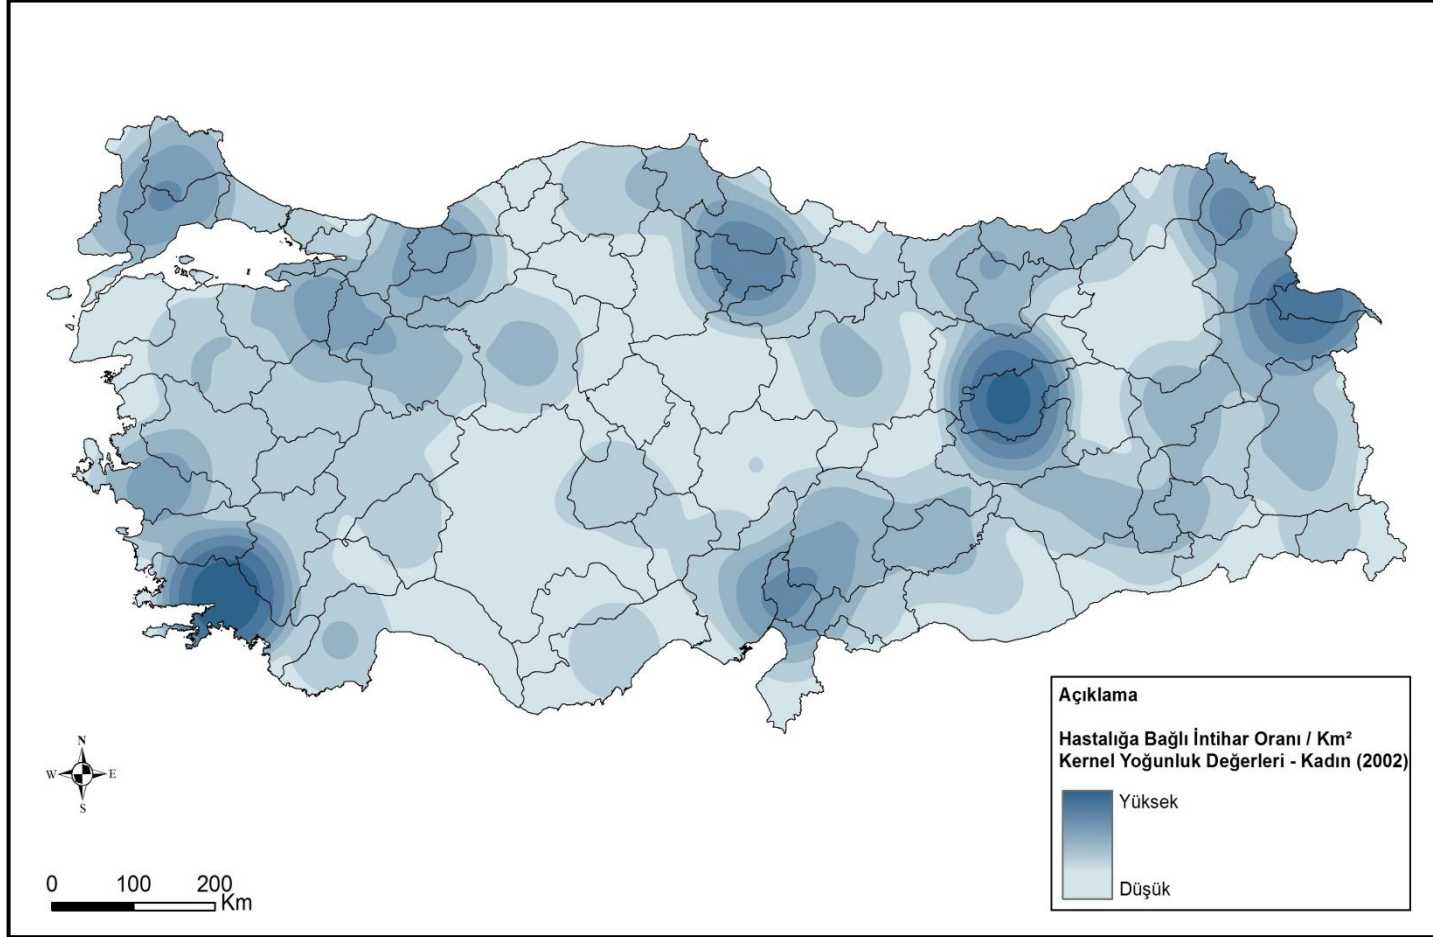 Açıklama
Hastalığa Bağlı İntihar Oranı / Km²
Kernel Yoğunluk Değerleri - Kadın (2002)
Yüksek
Düşük
N
W E
S
0 100 200
Km